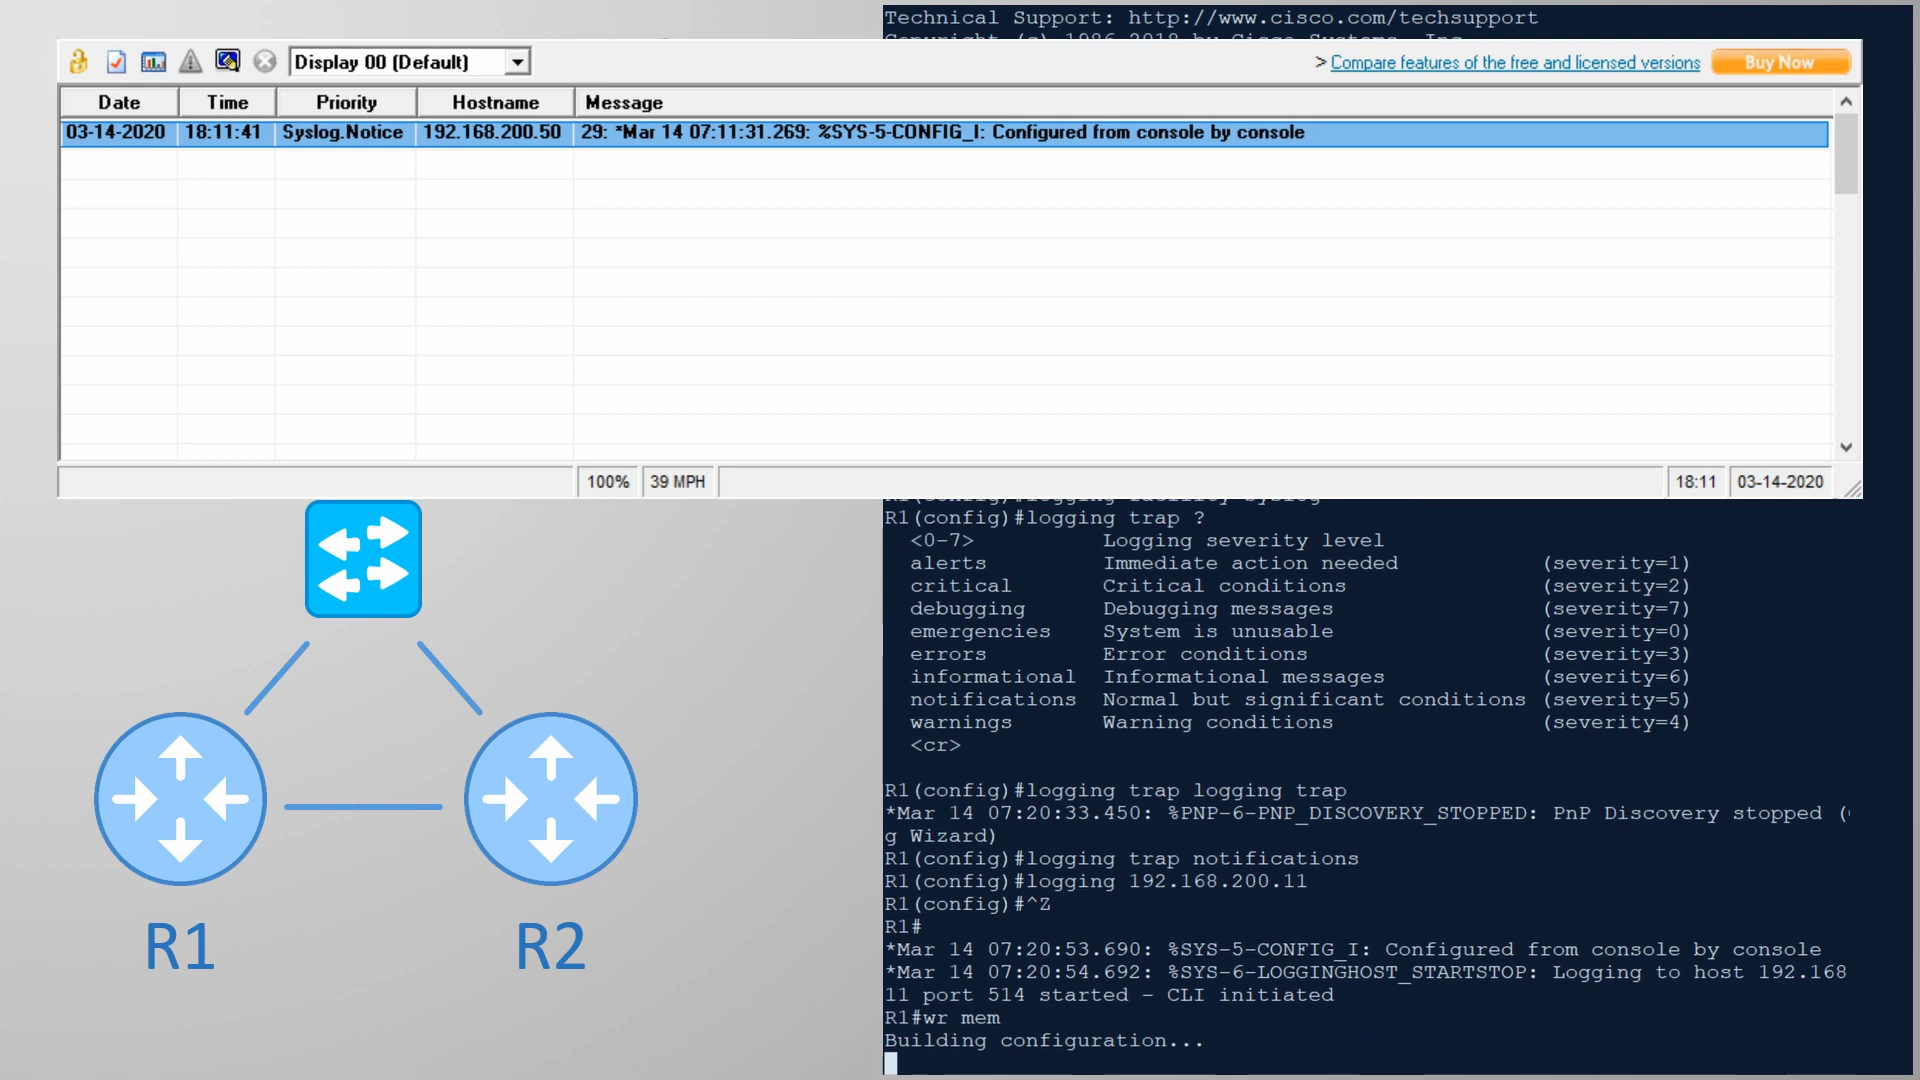 Technical Support: http://www.cisco.com/techsupport
Display 00 (Default)
> Compare features of the free and licensed versions
Buy Now
Date Time Priority Hostname Message
03-14-2020 18:11:41 Syslog.Notice 192.168.200.50 29: *Mar 14 07:11:31.269: %SYS-5-CONFIG_I: Configured from console by console
100% 39 MPH 18:11 03-14-2020
R1(config)#logging trap ?
<0-7> Logging severity level
alerts Immediate action needed (severity=1)
critical Critical conditions (severity=2)
debugging Debugging messages (severity=7)
emergencies System is unusable (severity=0)
errors Error conditions (severity=3)
informational Informational messages (severity=6)
notifications Normal but significant conditions (severity=5)
warnings Warning conditions (severity=4)
<cr>
R1(config)#logging trap logging trap
*Mar 14 07:20:33.450: %PNP-6-PNP_DISCOVERY_STOPPED: PnP Discovery stopped (
g Wizard)
R1(config)#logging trap notifications
R1(config)#logging 192.168.200.11
R1(config)#^Z
R1#
*Mar 14 07:20:53.690: %SYS-5-CONFIG_I: Configured from console by console
*Mar 14 07:20:54.692: %SYS-6-LOGGINGHOST_STARTSTOP: Logging to host 192.168
11 port 514 started - CLI initiated
R1#wr mem
Building configuration...
R1
R2